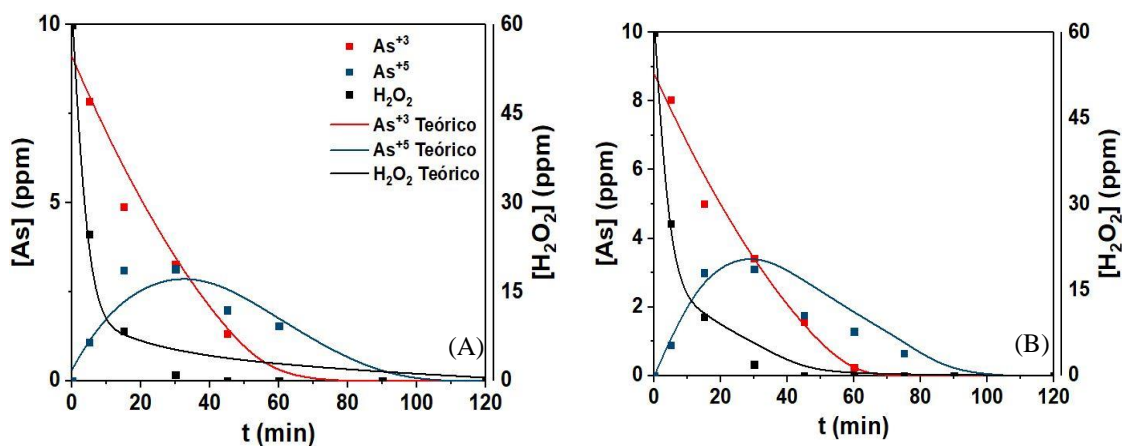 10
5
0
[As] (ppm)
60
45
30
15
0
[H₂O₂] (ppm)
As⁺³
As⁺⁵
H₂O₂
As⁺³ Teórico
As⁺⁵ Teórico
H₂O₂ Teórico
(A)
0 20 40 60 80 100 120
t (min)
10
8
6
4
2
0
[As] (ppm)
60
45
30
15
0
[H₂O₂] (ppm)
(B)
0 20 40 60 80 100 120
t (min)